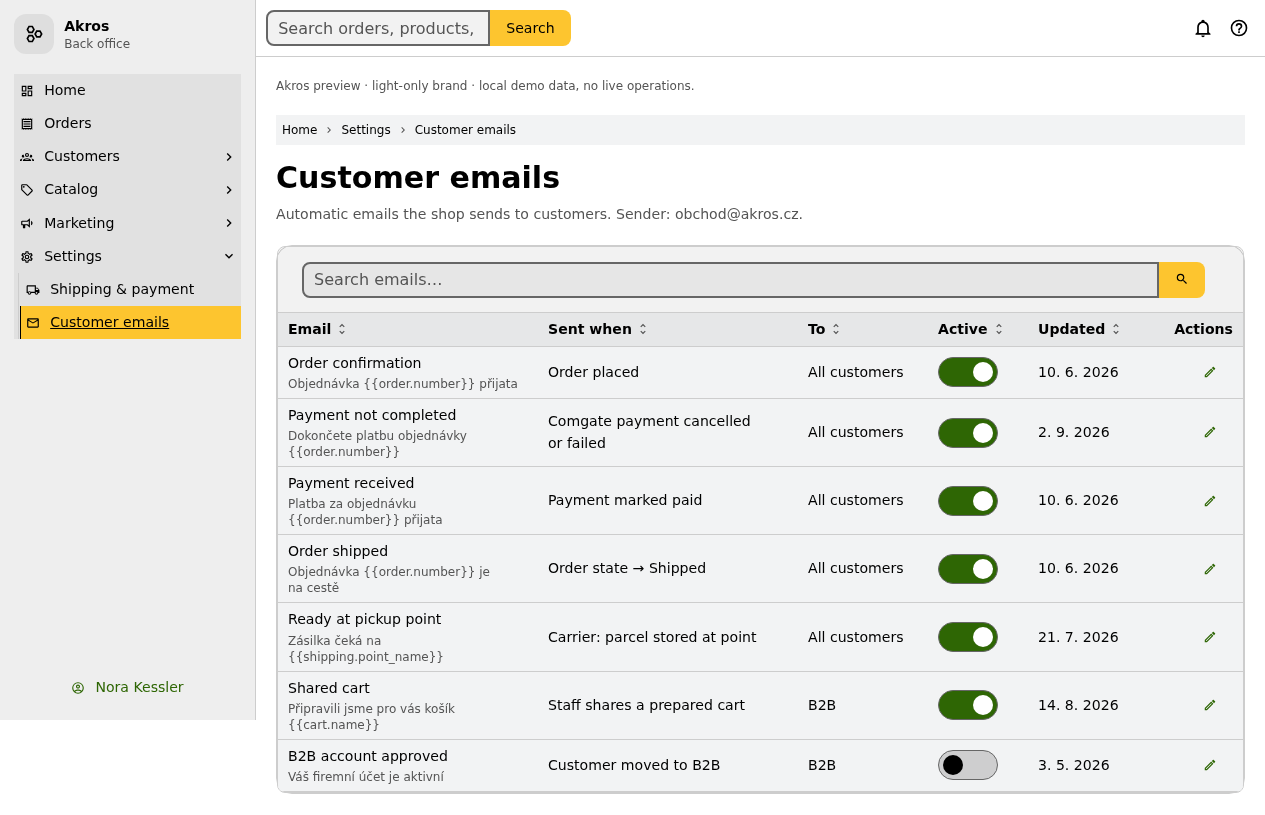 Akros
Back office
Home
Orders
Customers
Catalog
Marketing
Settings
Shipping & payment
Customer emails
Nora Kessler
Search orders, products,
Search
Akros preview · light-only brand · local demo data, no live operations.
Home › Settings › Customer emails
Customer emails
Automatic emails the shop sends to customers. Sender: obchod@akros.cz.
Search emails…
Email Sent when To Active Updated Actions
Order confirmation
Objednávka {{order.number}} přijata
Order placed
All customers
10. 6. 2026
Payment not completed
Dokončete platbu objednávky
{{order.number}}
Comgate payment cancelled
or failed
All customers
2. 9. 2026
Payment received
Platba za objednávku
{{order.number}} přijata
Payment marked paid
All customers
10. 6. 2026
Order shipped
Objednávka {{order.number}} je
na cestě
Order state → Shipped
All customers
10. 6. 2026
Ready at pickup point
Zásilka čeká na
{{shipping.point_name}}
Carrier: parcel stored at point
All customers
21. 7. 2026
Shared cart
Připravili jsme pro vás košík
{{cart.name}}
Staff shares a prepared cart
B2B
14. 8. 2026
B2B account approved
Váš firemní účet je aktivní
Customer moved to B2B
B2B
3. 5. 2026